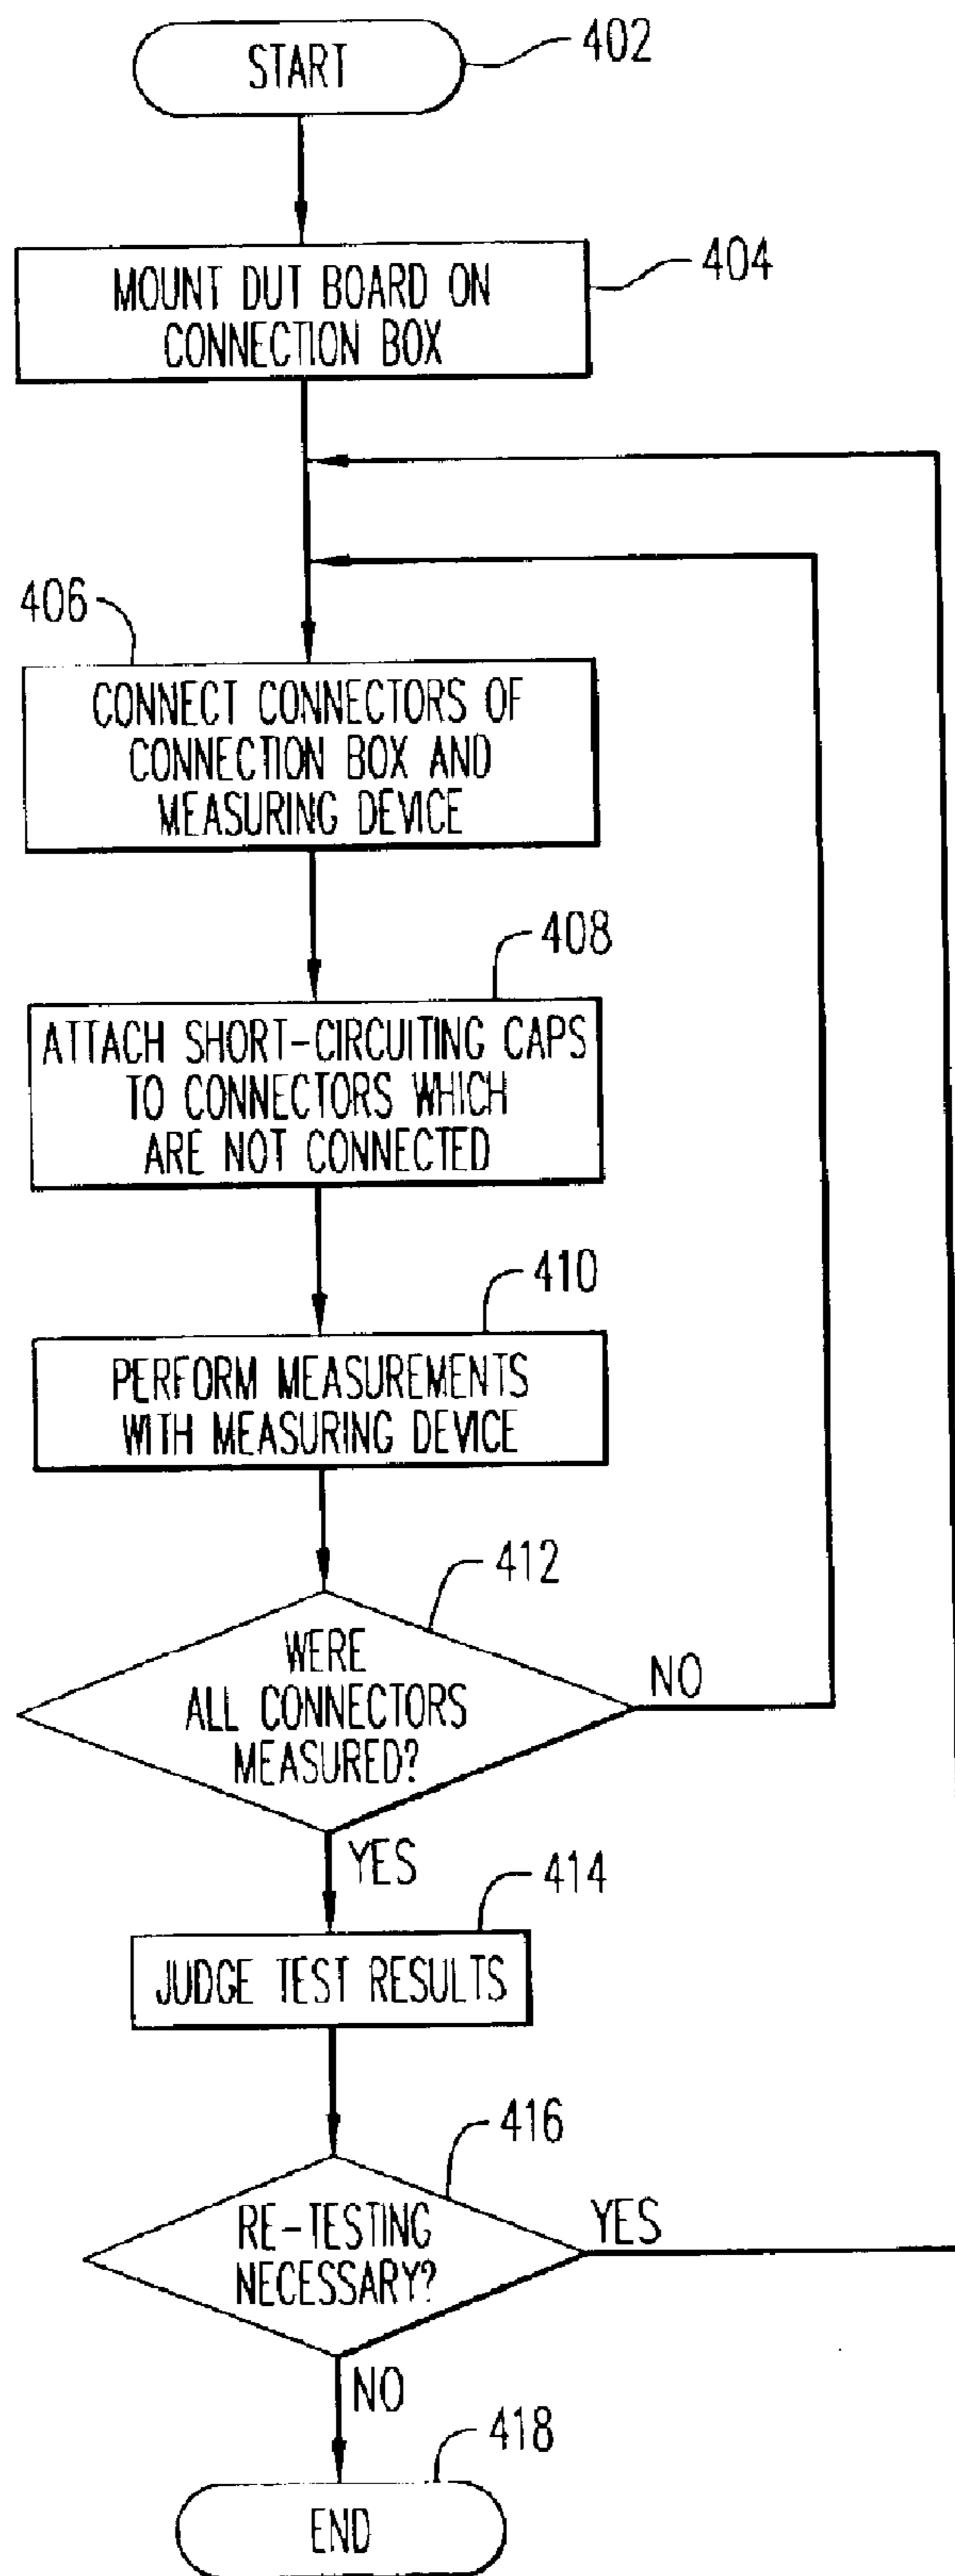 START
402
MOUNT DUT BOARD ON
CONNECTION BOX
404
406
CONNECT CONNECTORS OF
CONNECTION BOX AND
MEASURING DEVICE
408
ATTACH SHORT-CIRCUITING CAPS
TO CONNECTORS WHICH
ARE NOT CONNECTED
410
PERFORM MEASUREMENTS
WITH MEASURING DEVICE
412
WERE
ALL CONNECTORS
MEASURED?
NO
YES
414
JUDGE TEST RESULTS
416
RE-TESTING
NECESSARY?
YES
NO
418
END